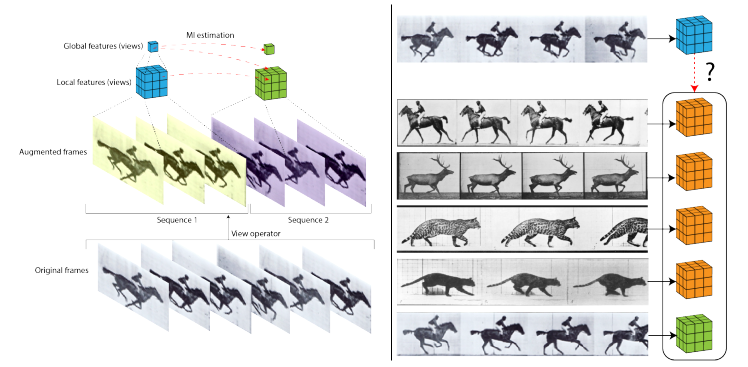 MI estimation
Global features (views)
Local features (views)
Augmented frames
Sequence 1
Sequence 2
View operator
Original frames
?